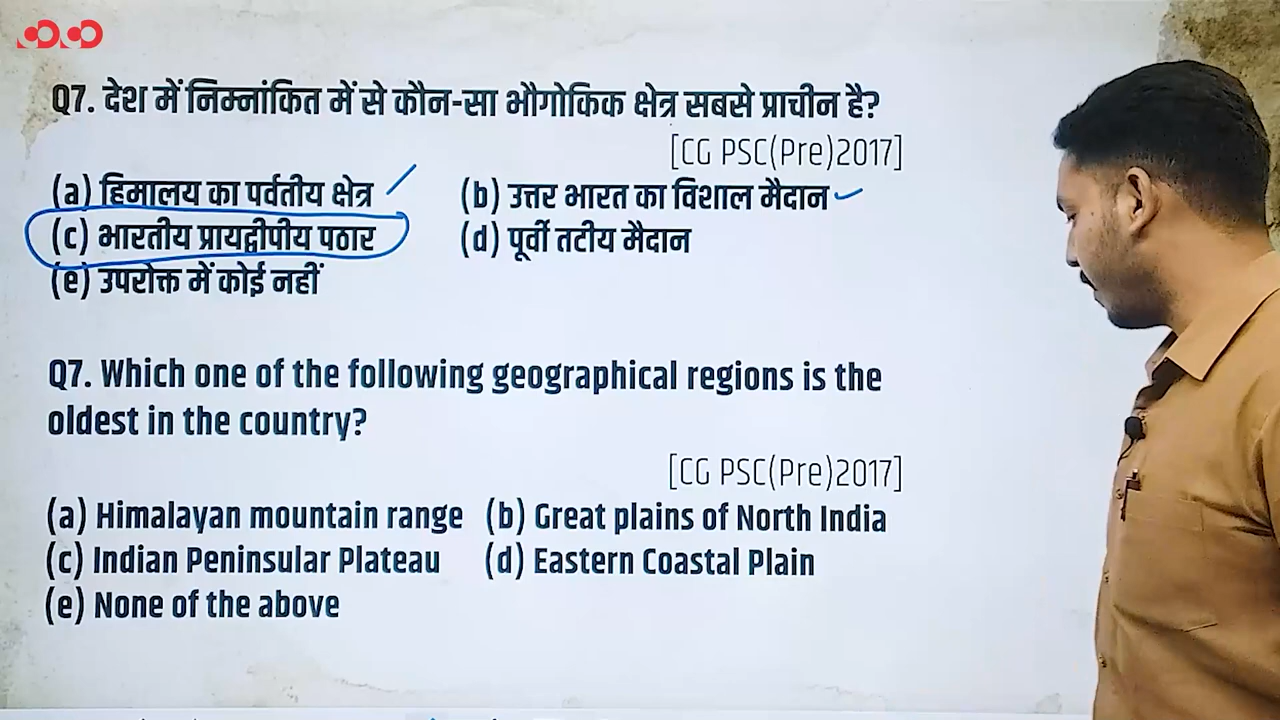 Q7. देश में निम्नांकित में से कौन-सा भौगोकिक क्षेत्र सबसे प्राचीन है?
[CG PSC(Pre)2017]
(a) हिमालय का पर्वतीय क्षेत्र (b) उत्तर भारत का विशाल मैदान
(c) भारतीय प्रायद्वीपीय पठार (d) पूर्वी तटीय मैदान
(e) उपरोक्त में कोई नहीं
Q7. Which one of the following geographical regions is the
oldest in the country?
[CG PSC(Pre)2017]
(a) Himalayan mountain range (b) Great plains of North India
(c) Indian Peninsular Plateau (d) Eastern Coastal Plain
(e) None of the above